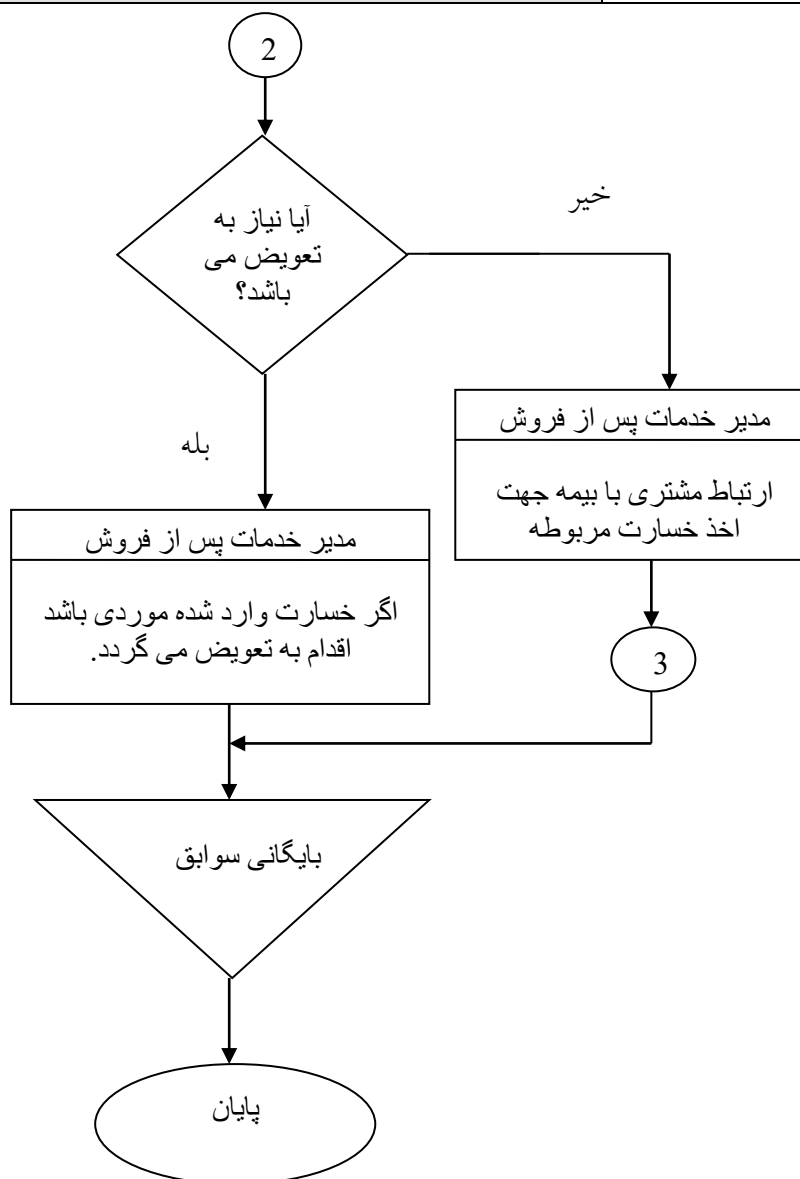 2
آیا نیاز به
تعویض می
باشد؟
خیر
مدیر خدمات پس از فروش
ارتباط مشتری با بیمه جهت
اخذ خسارت مربوطه
بله
مدیر خدمات پس از فروش
اگر خسارت وارد شده موردی باشد
اقدام به تعویض می گردد.
3
بایگانی سوابق
پایان